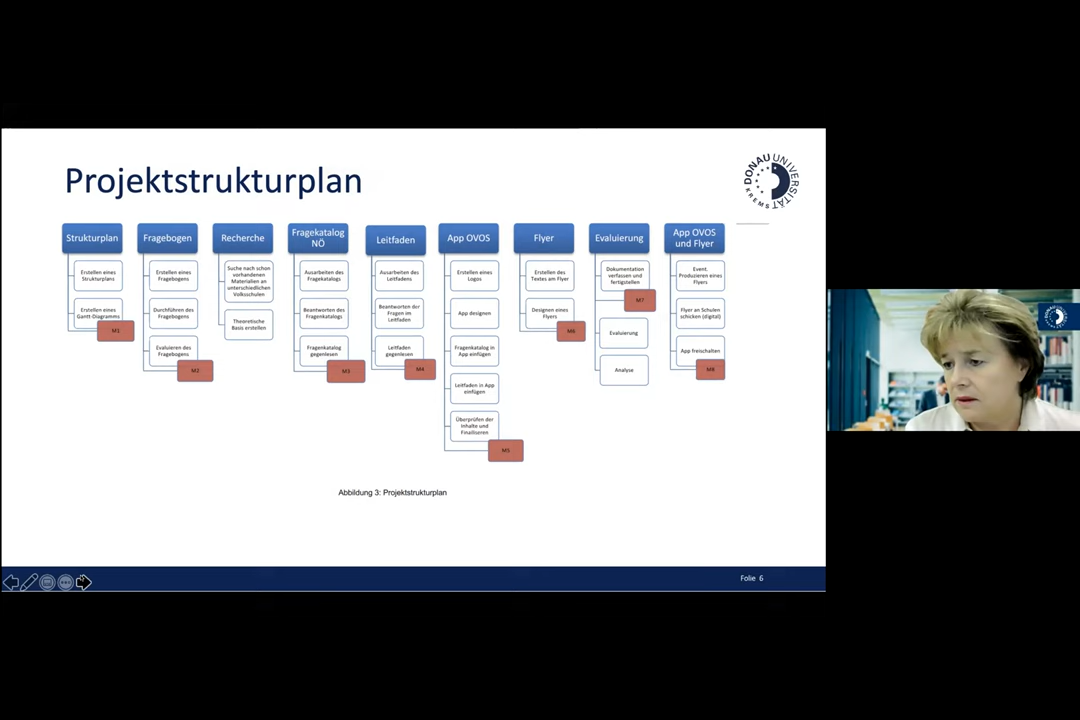 Projektstrukturplan
DONAU UNIVERSITÄT
KREMS
Strukturplan
Erstellen eines
Strukturplans
Erstellen eines
Gantt-Diagramms
M1
Fragebogen
Erstellen eines
Fragebogens
Durchführen des
Fragebogens
Evaluieren des
Fragebogens
M2
Recherche
Suche nach schon
vorhandenen
Materialien an
unterschiedlichen
Volksschulen
Theoretische
Basis erstellen
Fragekatalog
NÖ
Ausarbeiten des
Fragekatalogs
Beantworten des
Fragenkatalogs
Fragenkatalog
gegenlesen
M3
Leitfaden
Ausarbeiten des
Leitfadens
Beantworten der
Fragen im
Leitfaden
Leitfaden
gegenlesen
M4
App OVOS
Erstellen eines
Logos
App designen
Fragenkatalog in
App einfügen
Leitfaden in App
einfügen
Überprüfen der
Inhalte und
Finalliseren
M5
Flyer
Erstellen des
Textes am Flyer
Designen eines
Flyers
M6
Evaluierung
Dokumentation
verfassen und
fertigstellen
M7
Evaluierung
Analyse
App OVOS
und Flyer
Event.
Produzieren eines
Flyers
Flyer an Schulen
schicken (digital)
App freischalten
M8
Abbildung 3: Projektstrukturplan
Folie 6